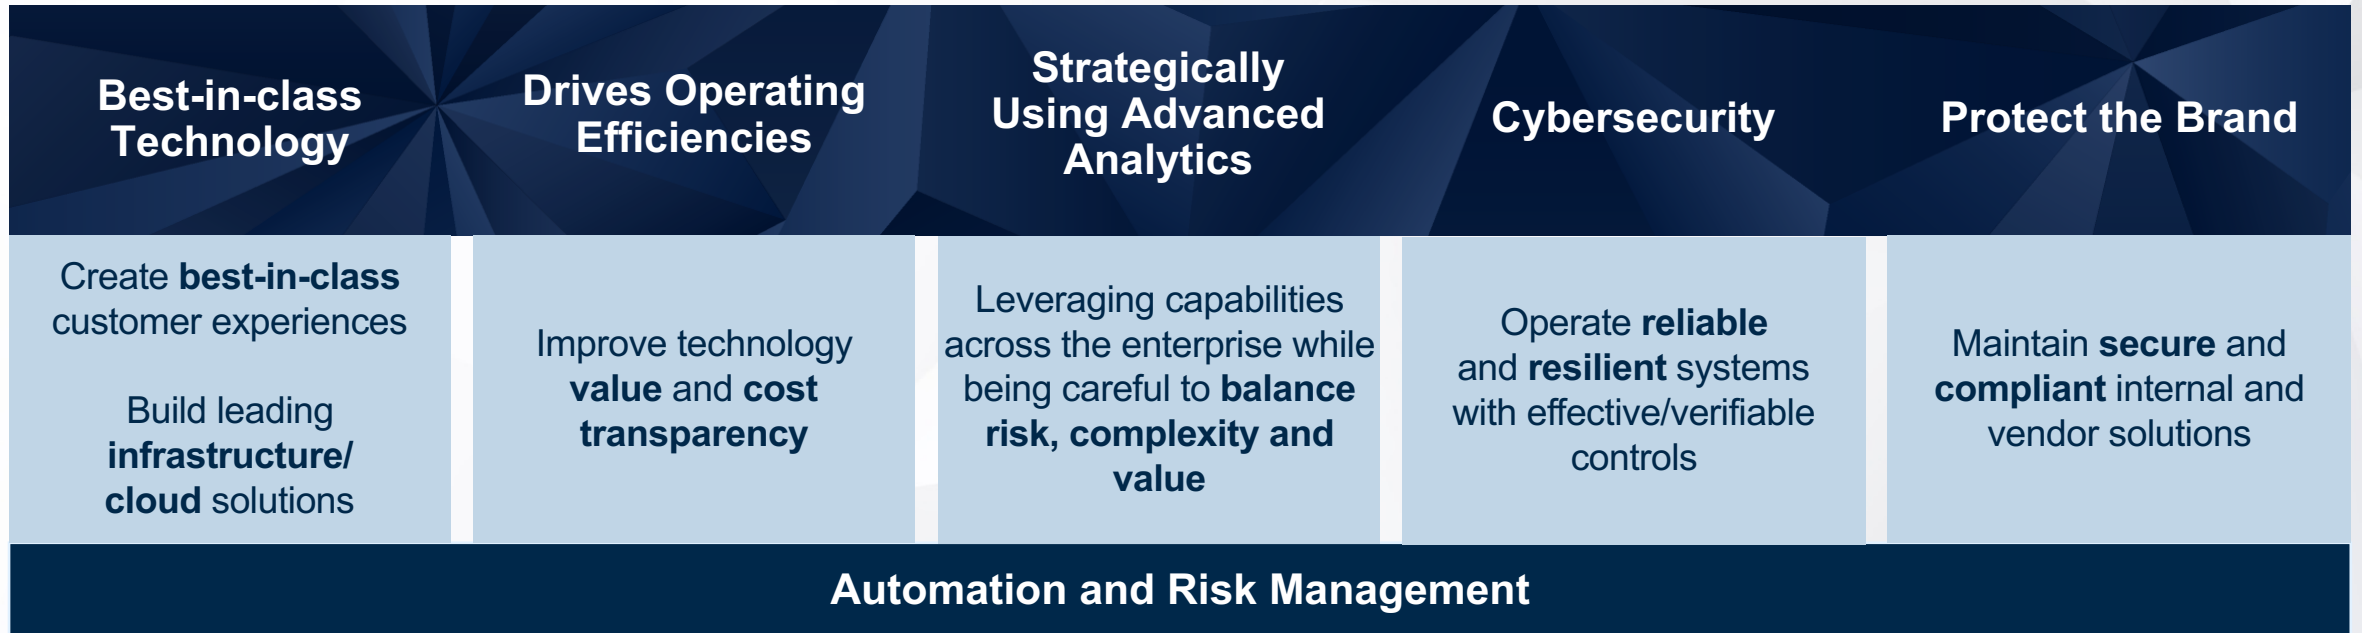 Best-in-class
Technology
Drives Operating
Efficiencies
Strategically
Using Advanced
Analytics
Cybersecurity
Protect the Brand
Create best-in-class
customer experiences
Build leading
infrastructure/
cloud solutions
Improve technology
value and cost
transparency
Leveraging capabilities
across the enterprise while
being careful to balance
risk, complexity and
value
Operate reliable
and resilient systems
with effective/verifiable
controls
Maintain secure and
compliant internal and
vendor solutions
Automation and Risk Management